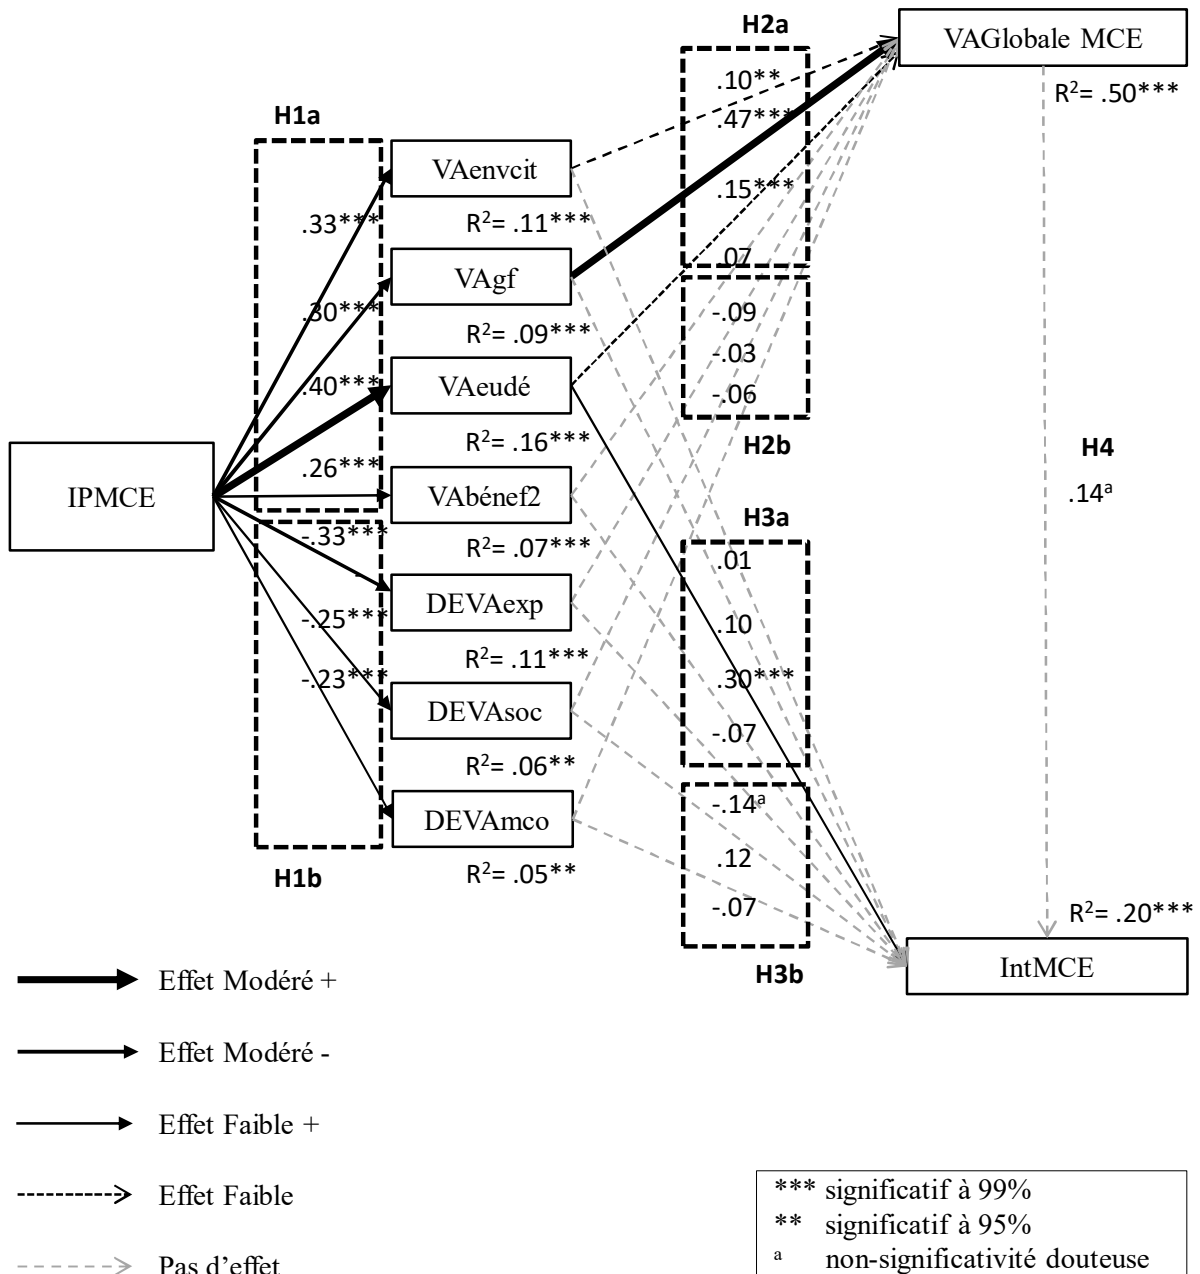 H2a
VAGlobale MCE
R²= .50***
.10**
.47***
.15***
.07
H1a
VAenvcit
R²= .11***
.33***
VAgf
R²= .09***
.30***
-.09
-.03
-.06
H2b
VAeudé
R²= .16***
.40***
IPMCE
.26***
VAbénef2
R²= .07***
H4
.14ᵃ
-.33***
-
DEVAexp
R²= .11***
-.25***
-.23***
DEVAsoc
R²= .06**
DEVAmco
R²= .05**
H1b
H3a
.01
.10
.30***
-.07
-.14ᵃ
.12
-.07
H3b
R²= .20***
IntMCE
Effet Modéré +
Effet Modéré -
Effet Faible +
Effet Faible
Pas d’effet
*** significatif à 99%
** significatif à 95%
ᵃ non-significativité douteuse